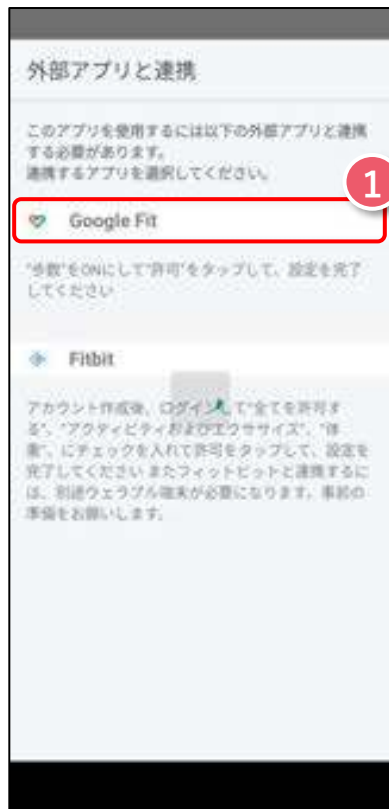 外部アプリと連携
このアプリを使用するには以下の外部アプリと連携
する必要があります。
連携するアプリを選択してください。
1
Google Fit
"歩数"をONにして"許可"をタップして、設定を完了
してください
Fitbit
アカウント作成後、ログインして"全てを許可す
る"、"アクティビティおよびエクササイズ"、"体
重"、にチェックを入れて許可をタップして、設定を
完了してください またフィットビットと連携するに
は、別途ウェラブル端末が必要になります。事前の
準備をお願いします。